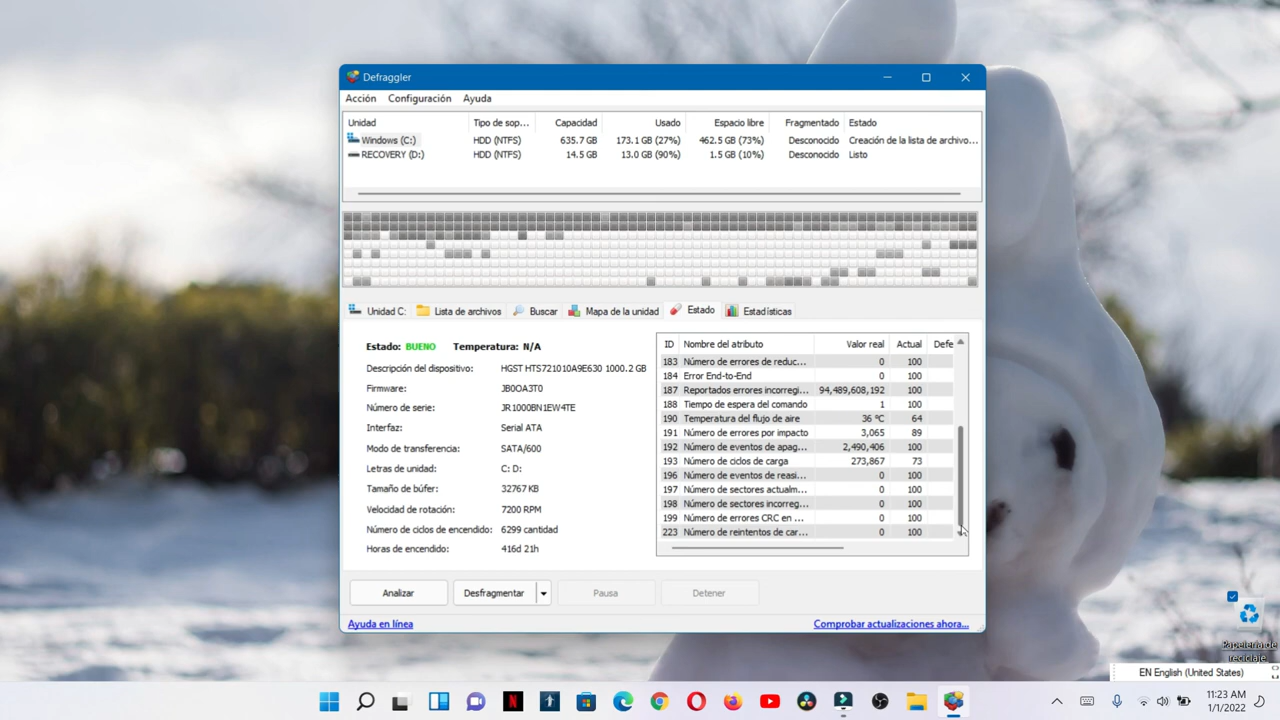 Defraggler
Acción Configuración Ayuda
Unidad Tipo de sop... Capacidad Usado Espacio libre Fragmentado Estado
Windows (C:) HDD (NTFS) 635.7 GB 173.1 GB (27%) 462.5 GB (73%) Desconocido Creación de la lista de archivo...
RECOVERY (D:) HDD (NTFS) 14.5 GB 13.0 GB (90%) 1.5 GB (10%) Desconocido Listo
Unidad C: Lista de archivos Buscar Mapa de la unidad Estado Estadísticas
Estado: BUENO Temperatura: N/A
Descripción del dispositivo: HGST HTS721010A9E630 1000.2 GB
Firmware: JB0OA3T0
Número de serie: JR1000BN1EW4TE
Interfaz: Serial ATA
Modo de transferencia: SATA/600
Letras de unidad: C: D:
Tamaño de búfer: 32767 KB
Velocidad de rotación: 7200 RPM
Número de ciclos de encendido: 6299 cantidad
Horas de encendido: 416d 21h
ID Nombre del atributo Valor real Actual Defe
183 Número de errores de reduc... 0 100
184 Error End-to-End 0 100
187 Reportados errores incorregi... 94,489,608,192 100
188 Tiempo de espera del comando 1 100
190 Temperatura del flujo de aire 36 °C 64
191 Número de errores por impacto 3,065 89
192 Número de eventos de apag... 2,490,406 100
193 Número de ciclos de carga 273,867 73
196 Número de eventos de reasi... 0 100
197 Número de sectores actualm... 0 100
198 Número de sectores incorreg... 0 100
199 Número de errores CRC en ... 0 100
223 Número de reintentos de car... 0 100
Analizar Desfragmentar Pausa Detener
Ayuda en línea Comprobar actualizaciones ahora...
Papelería de
reciclaje
EN English (United States)
11:23 AM
1/1/2022